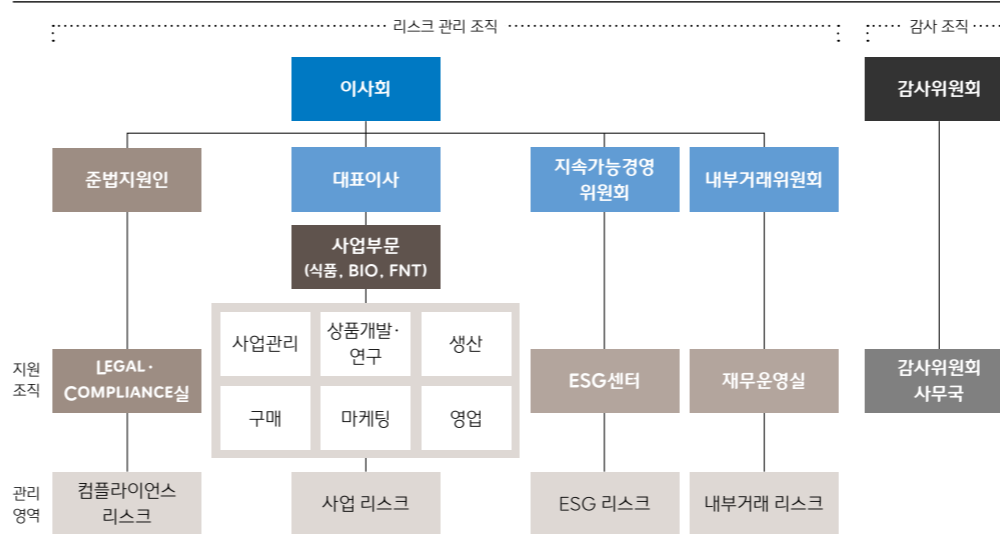 리스크 관리 조직
감사 조직
이사회
감사위원회
준법지원인
대표이사
지속가능경영
위원회
내부거래위원회
사업부문
(식품, BIO, FNT)
사업관리
상품개발·
연구
생산
구매
마케팅
영업
지원
조직
LEGAL·
COMPLIANCE실
ESG센터
재무운영실
감사위원회
사무국
관리
영역
컴플라이언스
리스크
사업 리스크
ESG 리스크
내부거래 리스크